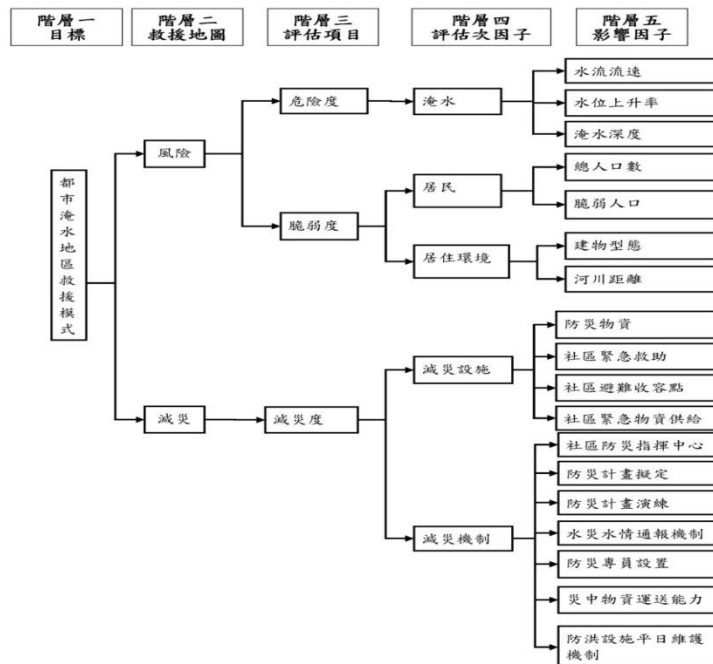 階層一
目標
階層二
救援地圖
階層三
評估項目
階層四
評估次因子
階層五
影響因子
都市淹水地區救援模式
風險
危險度
淹水
水流流速
水位上升率
淹水深度
脆弱度
居民
總人口數
脆弱人口
居住環境
建物型態
河川距離
減災
減災度
減災設施
防災物資
社區緊急救助
社區避難收容點
社區緊急物資供給
減災機制
社區防災指揮中心
防災計畫擬定
防災計畫演練
水災水情通報機制
防災專員設置
災中物資運送能力
防洪設施平日維護
機制